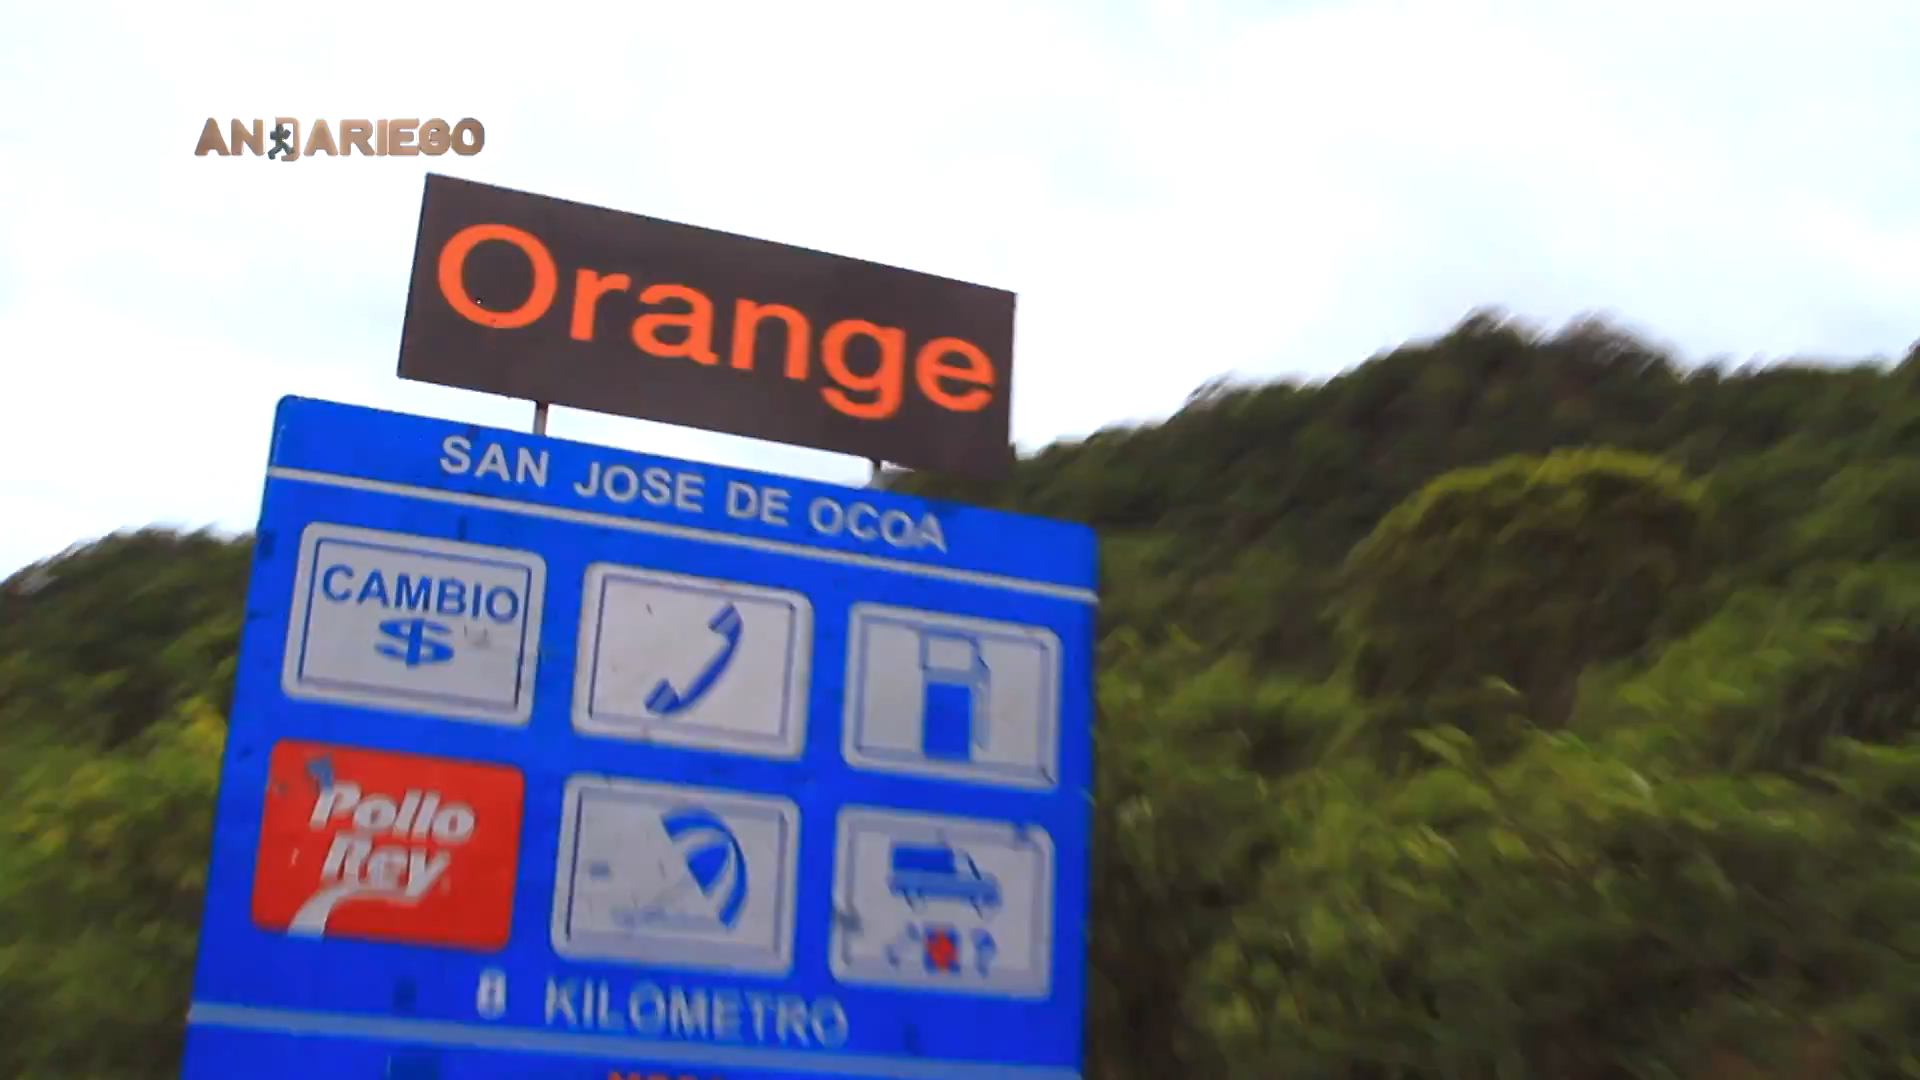 ANDARIEGO
Orange
SAN JOSE DE OCOA
CAMBIO
$
Pollo
Rey
8 KILOMETRO